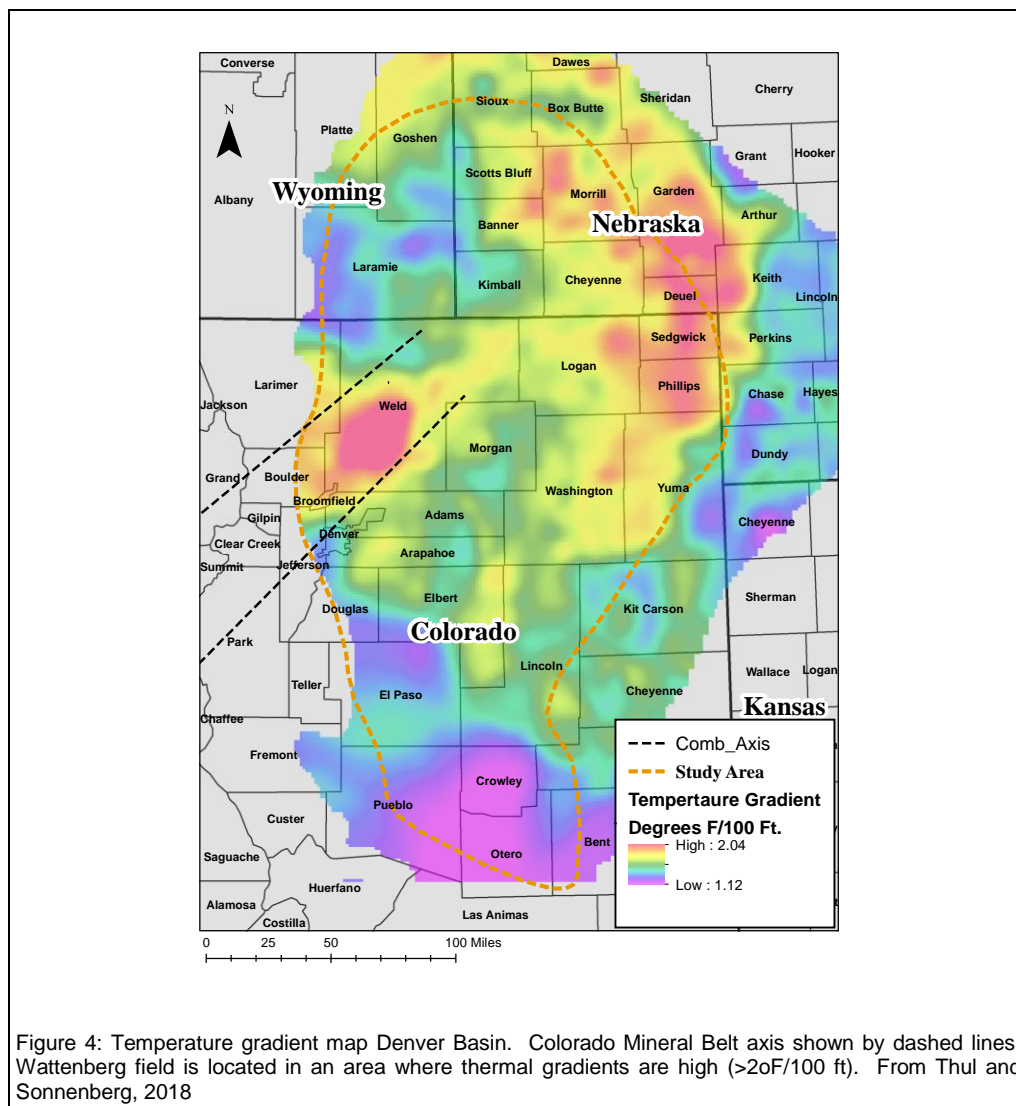 Converse
Dawes
Cherry
Sheridan
Sioux
Box Butte
N
Platte
Goshen
Grant
Hooker
Scotts Bluff
Albany
Wyoming
Morrill
Garden
Nebraska
Arthur
Banner
Laramie
Kimball
Cheyenne
Keith
Deuel
Lincoln
Sedgwick
Perkins
Logan
Larimer
Phillips
Chase
Hayes
Jackson
Weld
Morgan
Dundy
Grand
Boulder
Washington
Yuma
Broomfield
Gilpin
Adams
Cheyenne
Denver
Clear Creek
Arapahoe
Summit
Jefferson
Elbert
Sherman
Douglas
Kit Carson
Colorado
Park
Lincoln
Wallace
Logan
Teller
El Paso
Cheyenne
Kansas
Chaffee
Fremont
Crowley
Pueblo
Custer
Bent
Otero
Saguache
Huerfano
Alamosa
Las Animas
Costilla
Comb_Axis
Study Area
Tempertaure Gradient
Degrees F/100 Ft.
High : 2.04
Low : 1.12
0 25 50 100 Miles
Figure 4: Temperature gradient map Denver Basin. Colorado Mineral Belt axis shown by dashed lines
Wattenberg field is located in an area where thermal gradients are high (>2oF/100 ft). From Thul and
Sonnenberg, 2018